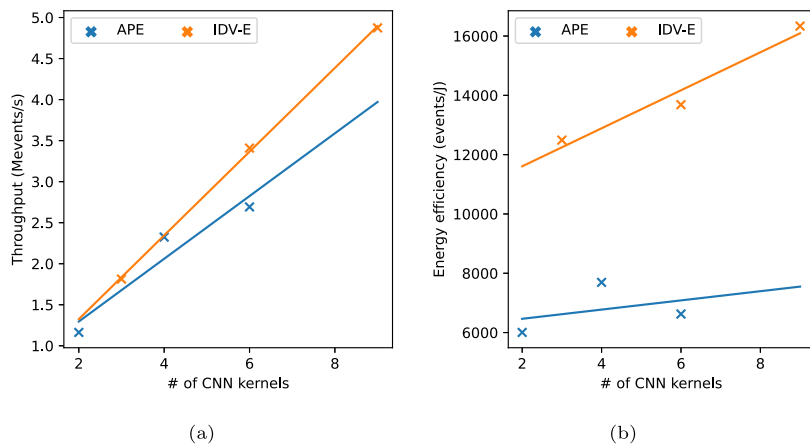 APE IDV-E
Throughput (Mevents/s)
5.0
4.5
4.0
3.5
3.0
2.5
2.0
1.5
1.0
2 4 6 8
# of CNN kernels
(a)
APE IDV-E
Energy efficiency (events/J)
16000
14000
12000
10000
8000
6000
2 4 6 8
# of CNN kernels
(b)